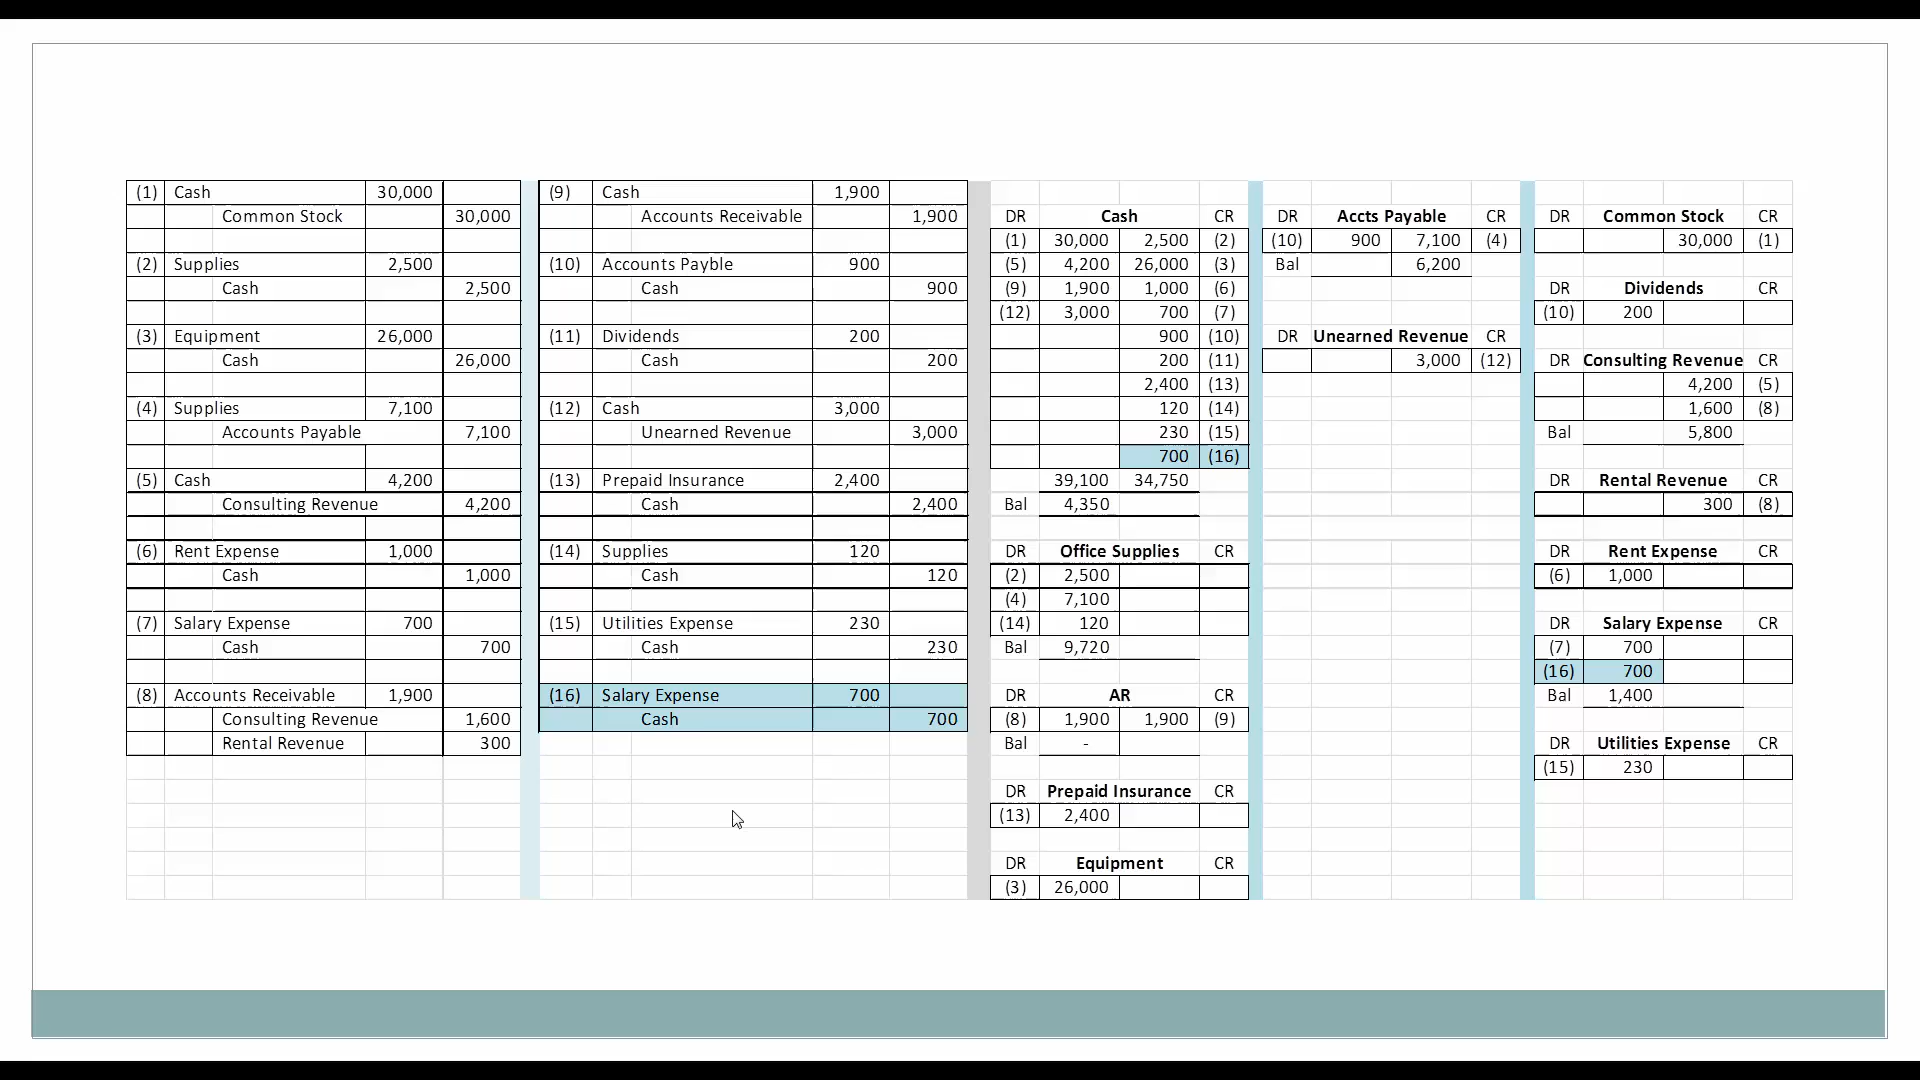 (1) Cash 30,000
Common Stock 30,000
(2) Supplies 2,500
Cash 2,500
(3) Equipment 26,000
Cash 26,000
(4) Supplies 7,100
Accounts Payable 7,100
(5) Cash 4,200
Consulting Revenue 4,200
(6) Rent Expense 1,000
Cash 1,000
(7) Salary Expense 700
Cash 700
(8) Accounts Receivable 1,900
Consulting Revenue 1,600
Rental Revenue 300
(9) Cash 1,900
Accounts Receivable 1,900
(10) Accounts Payble 900
Cash 900
(11) Dividends 200
Cash 200
(12) Cash 3,000
Unearned Revenue 3,000
(13) Prepaid Insurance 2,400
Cash 2,400
(14) Supplies 120
Cash 120
(15) Utilities Expense 230
Cash 230
(16) Salary Expense 700
Cash 700
DR Cash CR
(1) 30,000 2,500 (2)
(5) 4,200 26,000 (3)
(9) 1,900 1,000 (6)
(12) 3,000 700 (7)
900 (10)
200 (11)
2,400 (13)
120 (14)
230 (15)
700 (16)
39,100 34,750
Bal 4,350
DR Office Supplies CR
(2) 2,500
(4) 7,100
(14) 120
Bal 9,720
DR AR CR
(8) 1,900 1,900 (9)
Bal -
DR Prepaid Insurance CR
(13) 2,400
DR Equipment CR
(3) 26,000
DR Accts Payable CR
(10) 900 7,100 (4)
Bal 6,200
DR Unearned Revenue CR
3,000 (12)
DR Common Stock CR
30,000 (1)
DR Dividends CR
(10) 200
DR Consulting Revenue CR
4,200 (5)
1,600 (8)
Bal 5,800
DR Rental Revenue CR
300 (8)
DR Rent Expense CR
(6) 1,000
DR Salary Expense CR
(7) 700
(16) 700
Bal 1,400
DR Utilities Expense CR
(15) 230